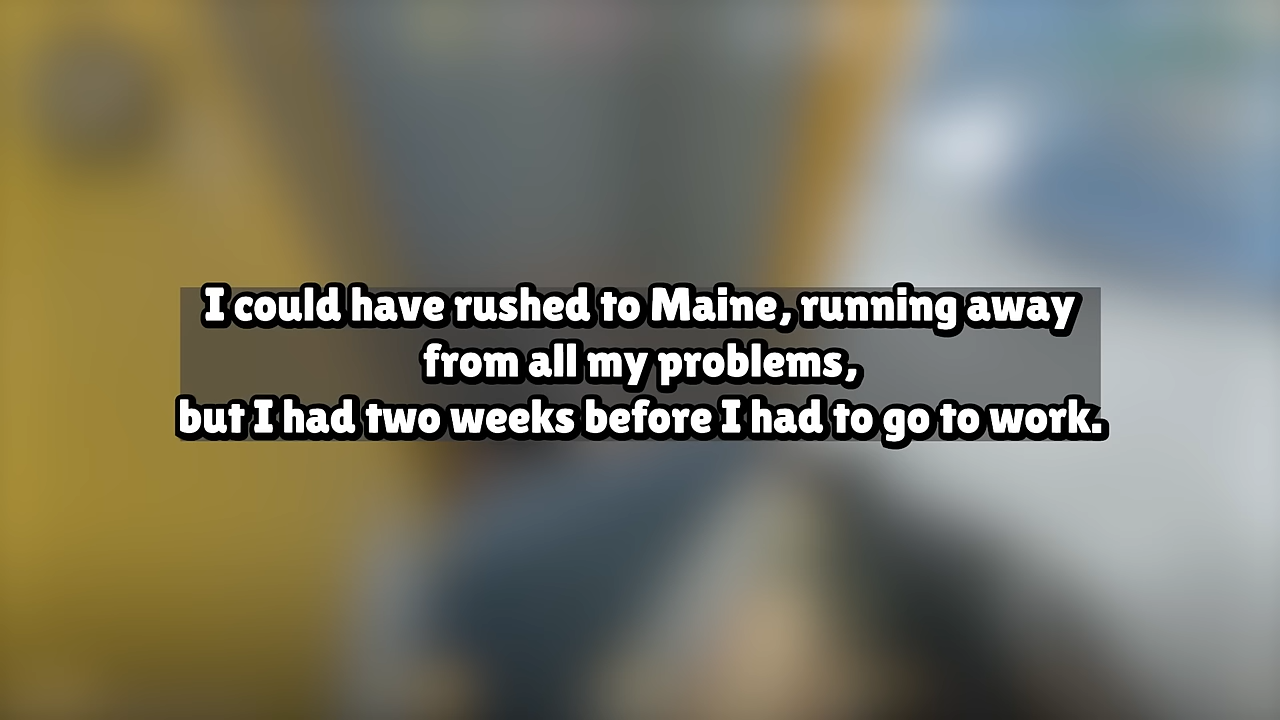 I could have rushed to Maine, running away
from all my problems,
but I had two weeks before I had to go to work.